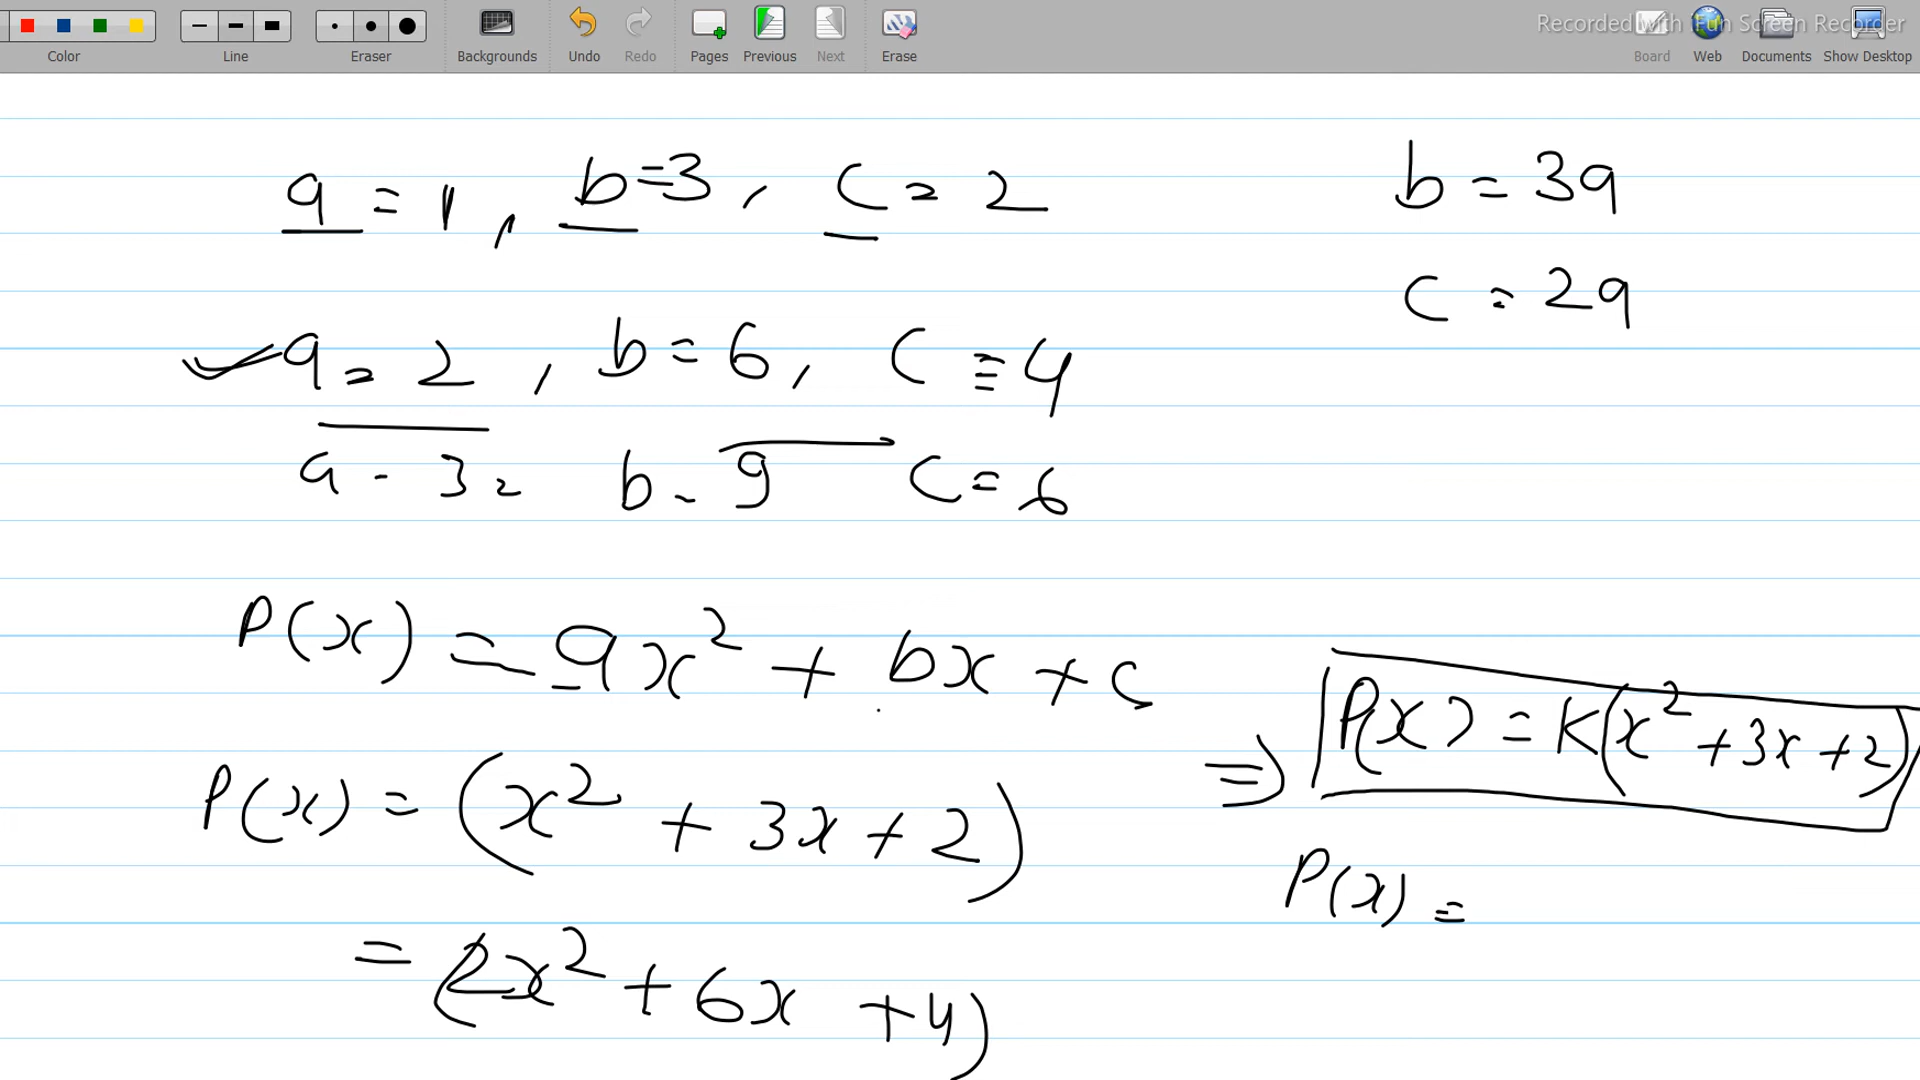 Color Line Eraser Backgrounds Undo Redo Pages Previous Next Erase Board Web Documents Show Desktop
Recorded with iFun Screen Recorder
a = 1, b = 3, c = 2
b = 3a
c = 2a
a = 2, b = 6, c = 4
a - 3, b - 9 c = 6
P(x) = ax² + bx + c
=> P(x) = K(x² + 3x + 2)
P(x) = (x² + 3x + 2)
P(x) =
= (2x² + 6x + 4)